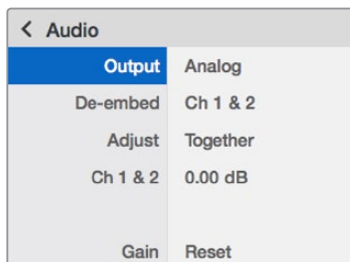 < Audio
Output Analog
De-embed Ch 1 & 2
Adjust Together
Ch 1 & 2 0.00 dB
Gain Reset